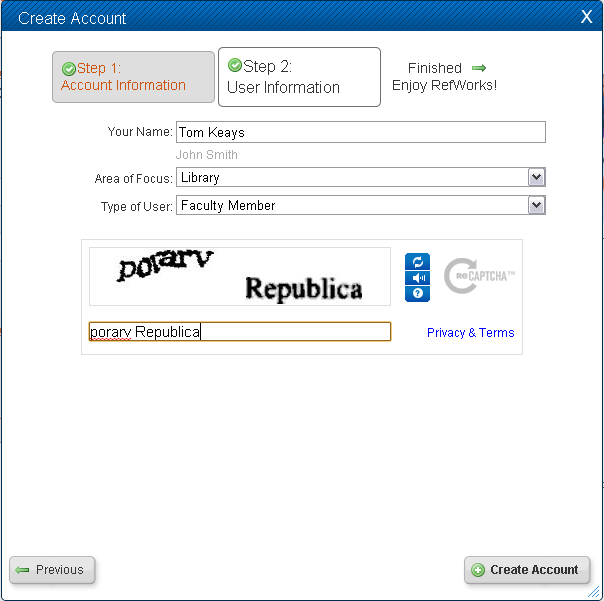 Create Account X
Step 1:
Account Information
Step 2:
User Information
Finished
Enjoy RefWorks!
Your Name: Tom Keays
John Smith
Area of Focus: Library
Type of User: Faculty Member
porarv Republica
reCAPTCHA™
porarv Republica
Privacy & Terms
Previous
Create Account